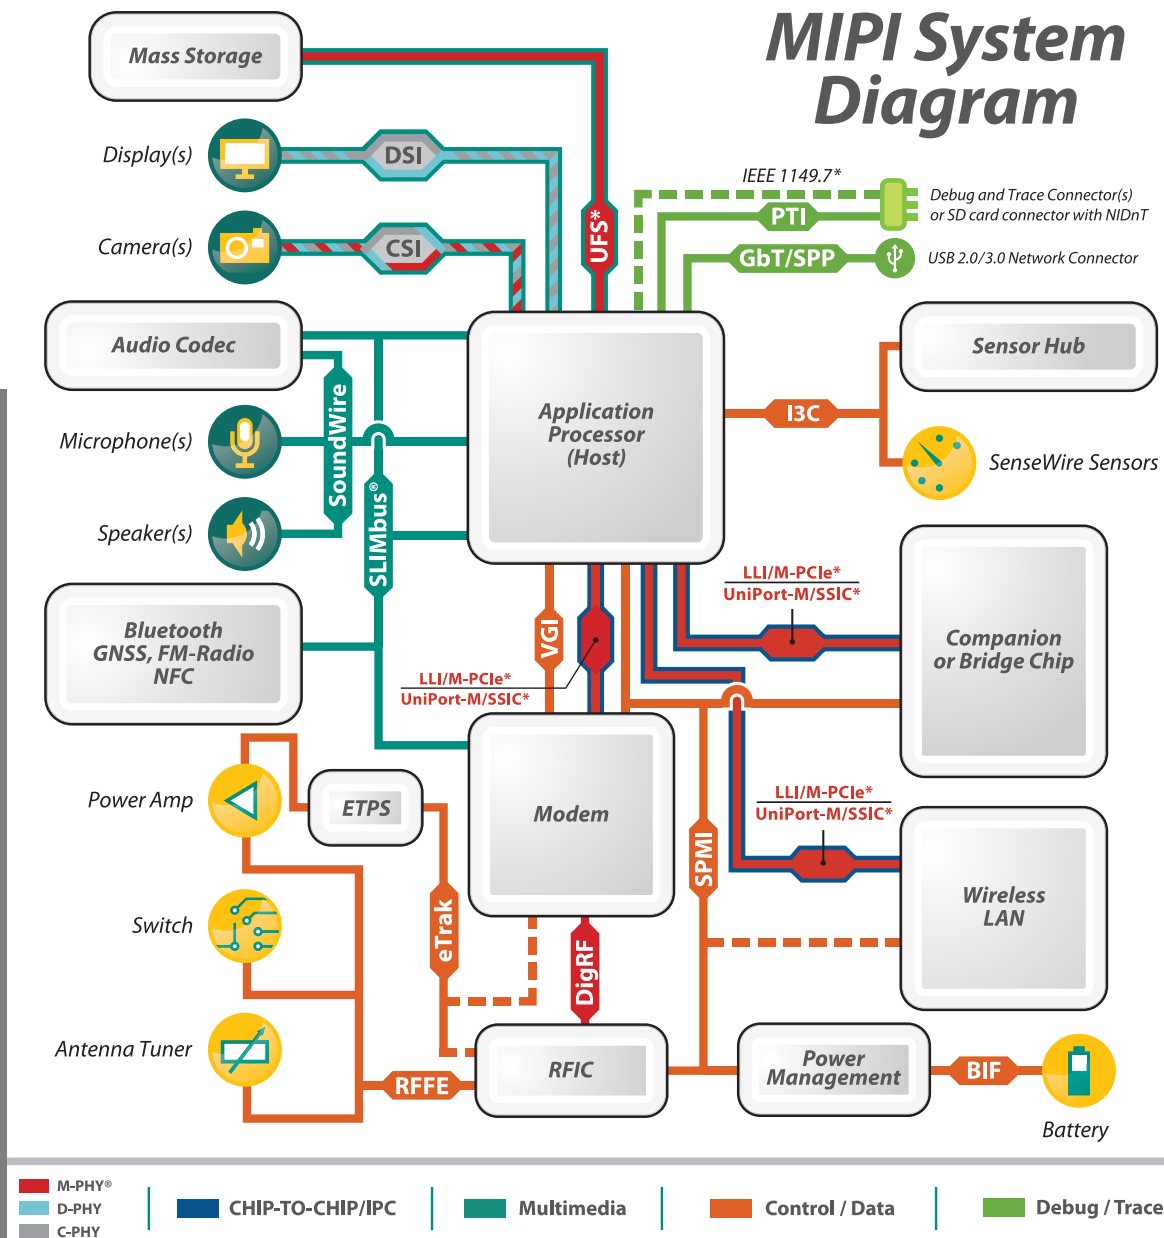 MIPI System
Diagram
Mass Storage
Display(s)
DSI
Camera(s)
CSI
UFS*
IEEE 1149.7*
PTI
Debug and Trace Connector(s)
or SD card connector with NIDnT
GbT/SPP
USB 2.0/3.0 Network Connector
Audio Codec
Microphone(s)
Speaker(s)
SoundWire
SLIMbus®
Application
Processor
(Host)
I3C
Sensor Hub
SenseWire Sensors
Bluetooth
GNSS, FM-Radio
NFC
VGI
LLI/M-PCIe*
UniPort-M/SSIC*
LLI/M-PCIe*
UniPort-M/SSIC*
Companion
or Bridge Chip
Power Amp
ETPS
Modem
SPMI
LLI/M-PCIe*
UniPort-M/SSIC*
Wireless
LAN
Switch
eTrak
DigRF
Antenna Tuner
RFFE
RFIC
Power
Management
BIF
Battery
M-PHY®
D-PHY
C-PHY
CHIP-TO-CHIP/IPC
Multimedia
Control / Data
Debug / Trace